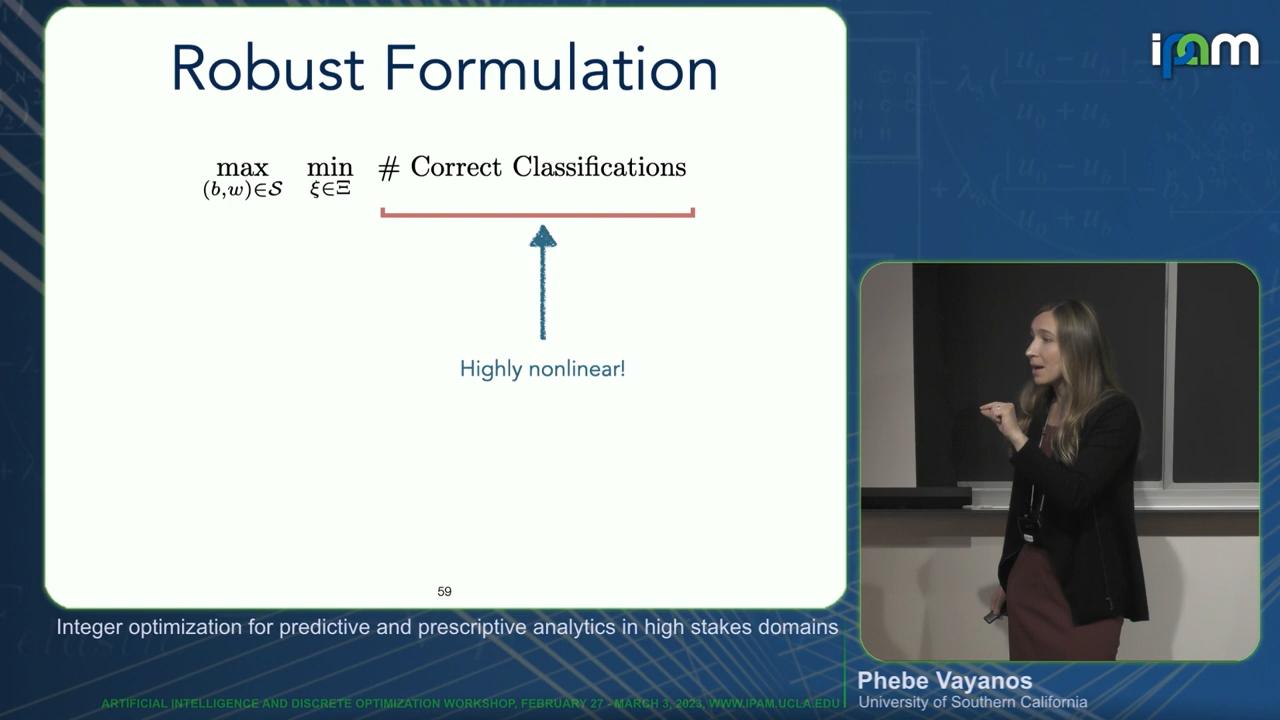 Robust Formulation
max min # Correct Classifications
(b,w)∈𝒮 ξ∈Ξ
Highly nonlinear!
59
ipam
Integer optimization for predictive and prescriptive analytics in high stakes domains
Phebe Vayanos
University of Southern California
ARTIFICIAL INTELLIGENCE AND DISCRETE OPTIMIZATION WORKSHOP, FEBRUARY 27 - MARCH 3, 2023, WWW.IPAM.UCLA.EDU